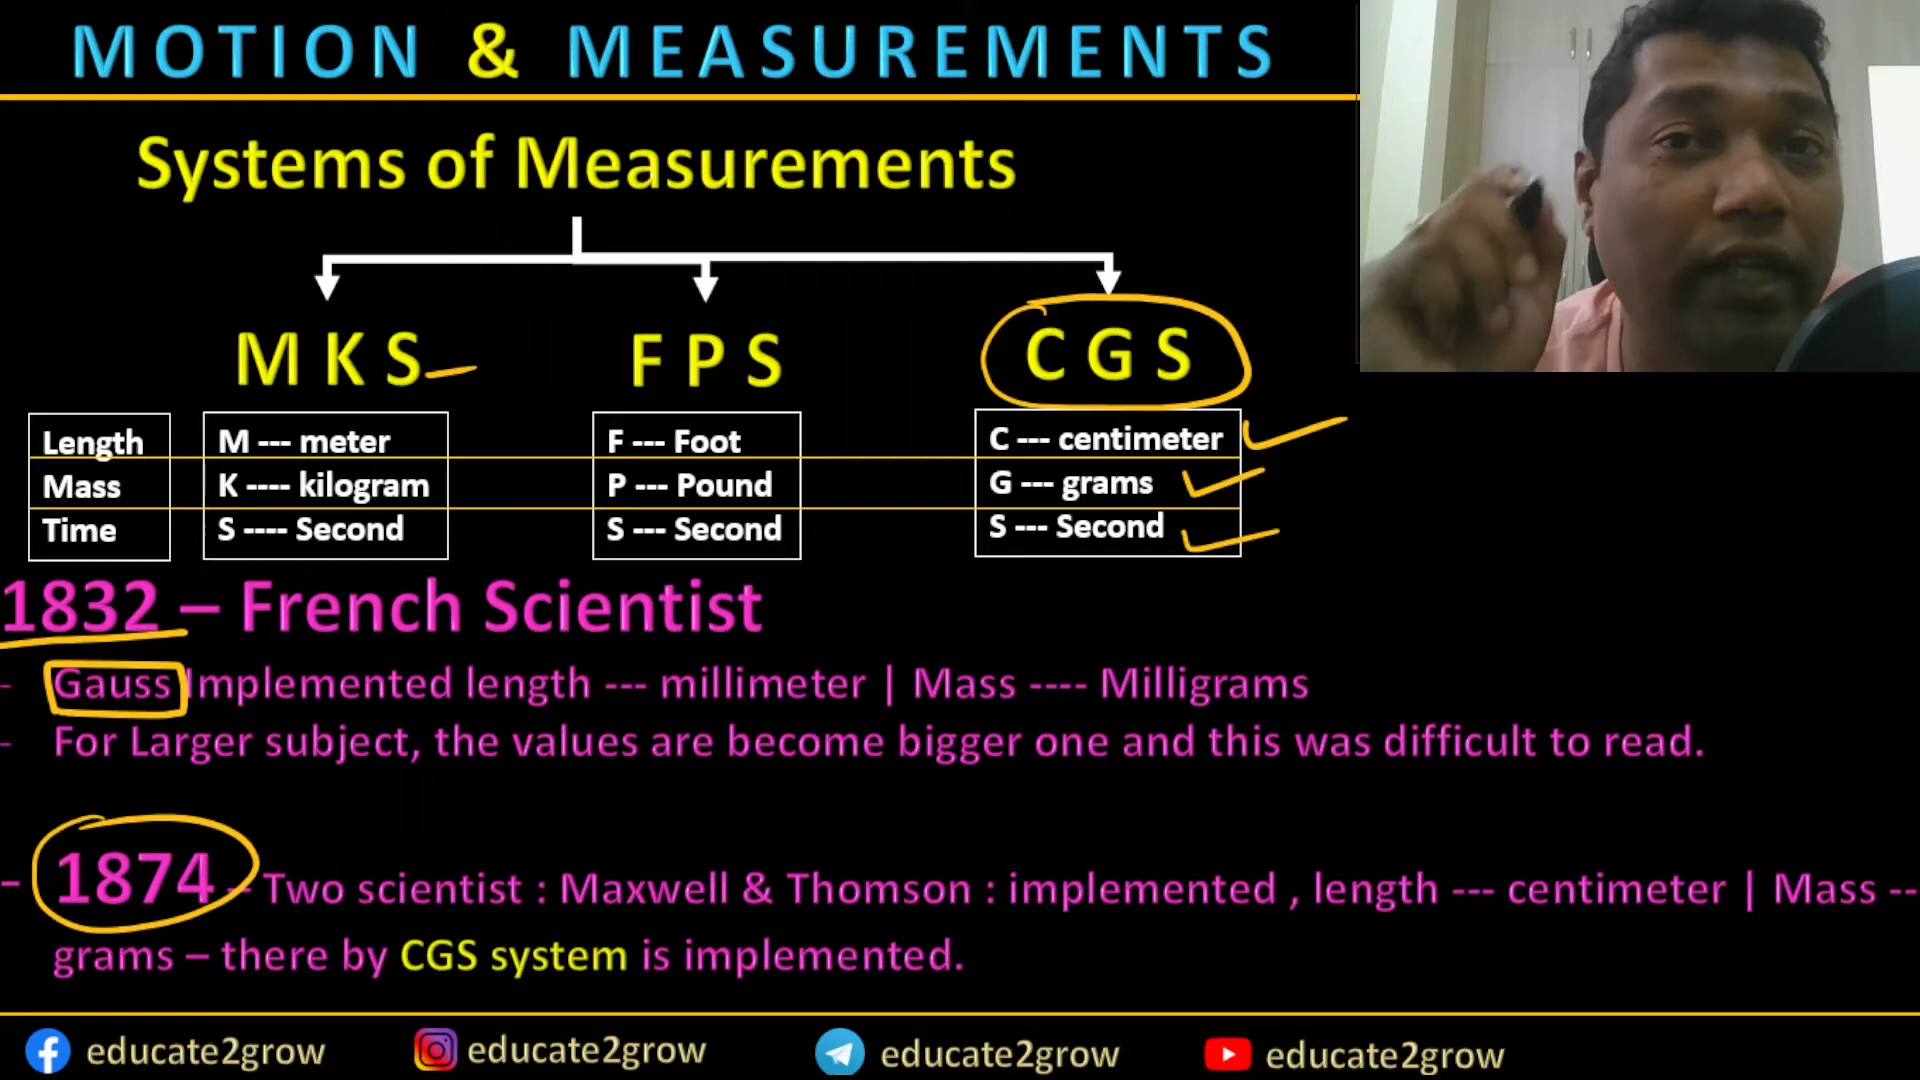 MOTION & MEASUREMENTS
Systems of Measurements
M K S
F P S
C G S
Length
Mass
Time
M --- meter
K ---- kilogram
S ---- Second
F --- Foot
P --- Pound
S --- Second
C --- centimeter
G --- grams
S --- Second
1832 – French Scientist
- Gauss Implemented length --- millimeter | Mass ---- Milligrams
- For Larger subject, the values are become bigger one and this was difficult to read.
- 1874 – Two scientist : Maxwell & Thomson : implemented , length --- centimeter | Mass --
grams – there by CGS system is implemented.
educate2grow
educate2grow
educate2grow
educate2grow